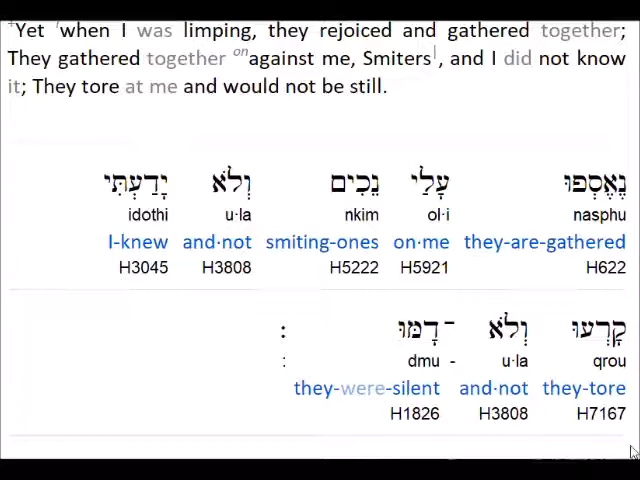 +Yet /when I was limping, they rejoiced and gathered together;
They gathered together onagainst me, Smiters|, and I did not know
it; They tore at me and would not be still.
נֶאֶסְפוּ עָלַי נֵכִים וְלֹא יָדַעְתִּי
idothi u·la nkim ol·i nasphu
I-knew and·not smiting-ones on·me they-are-gathered
H3045 H3808 H5222 H5921 H622
קָרְעוּ וְלֹא ־ דָמּוּ :
: dmu - u·la qrou
they-were-silent and·not they-tore
H1826 H3808 H7167